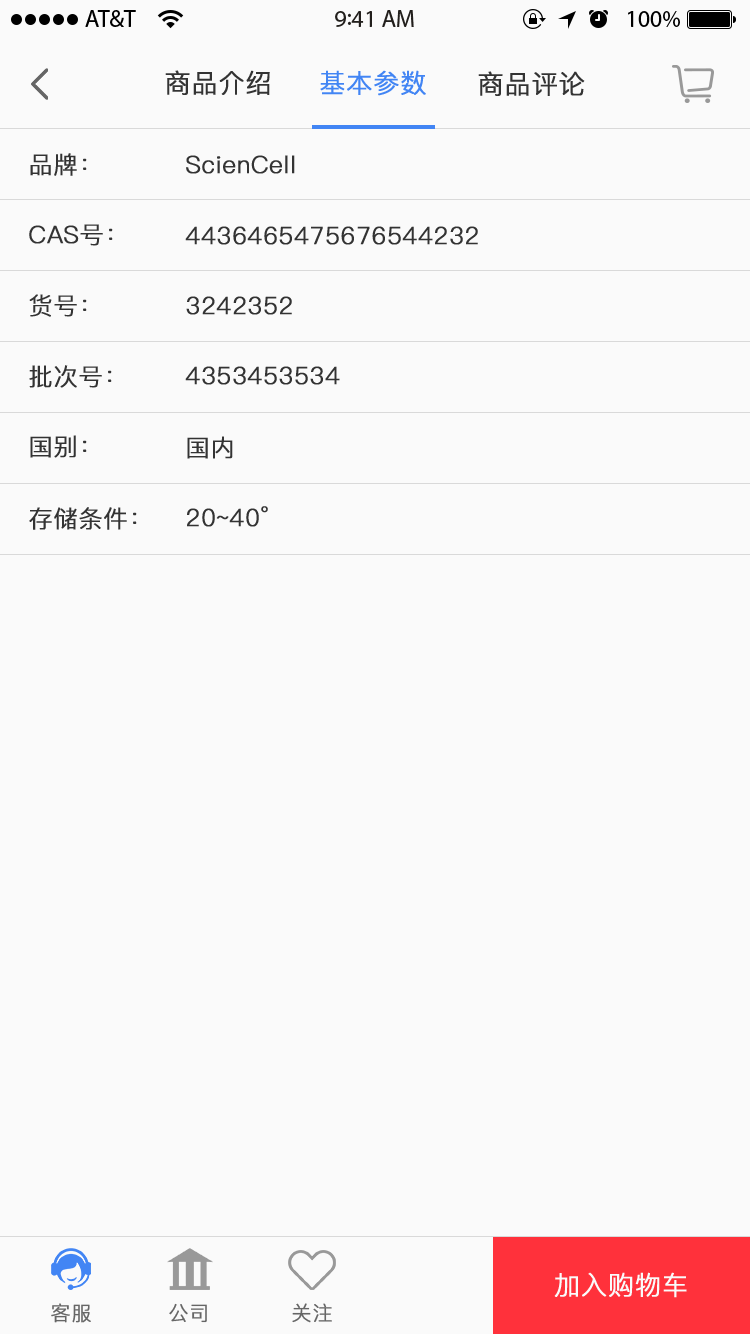 AT&T 9:41 AM 100%
商品介绍 基本参数 商品评论
品牌： ScienCell
CAS号： 4436465475676544232
货号： 3242352
批次号： 4353453534
国别： 国内
存储条件： 20~40°
客服 公司 关注 加入购物车